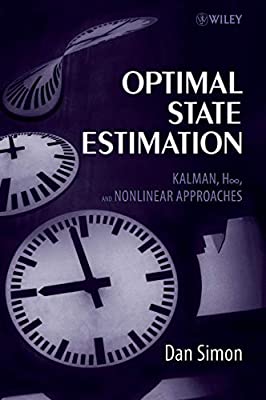 WILEY
OPTIMAL
STATE
ESTIMATION
KALMAN, H∞,
AND NONLINEAR APPROACHES
Dan Simon